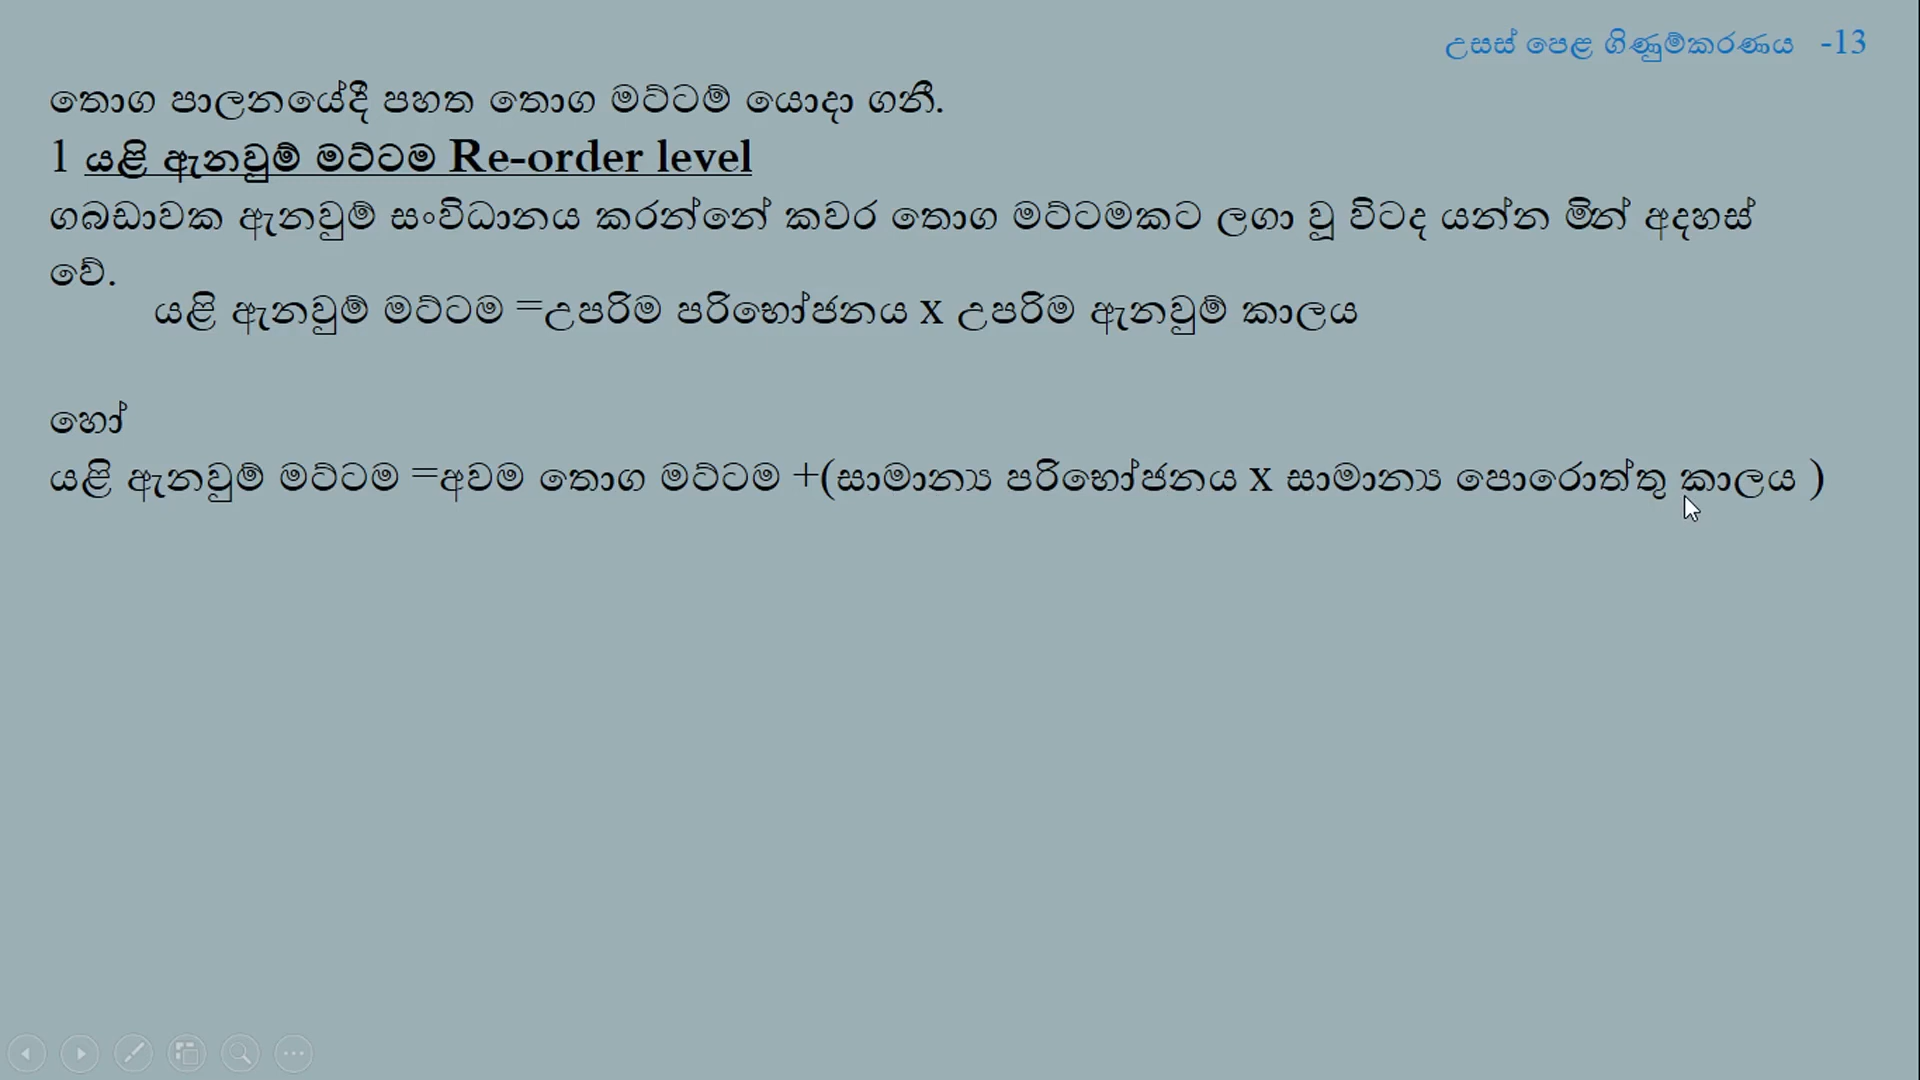 උසස් පෙළ ගිණුම්කරණය -13
තොග පාලනයේදී පහත තොග මට්ටම් යොදා ගනී.
1 යළි ඇනවුම් මට්ටම Re-order level
ගබඩාවක ඇනවුම් සංවිධානය කරන්නේ කවර තොග මට්ටමකට ලගා වූ විටද යන්න මින් අදහස්
වේ.
යළි ඇනවුම් මට්ටම =උපරිම පරිභෝජනය x උපරිම ඇනවුම් කාලය
හෝ
යළි ඇනවුම් මට්ටම =අවම තොග මට්ටම +(සාමාන්‍ය පරිභෝජනය x සාමාන්‍ය පොරොත්තු කාලය )